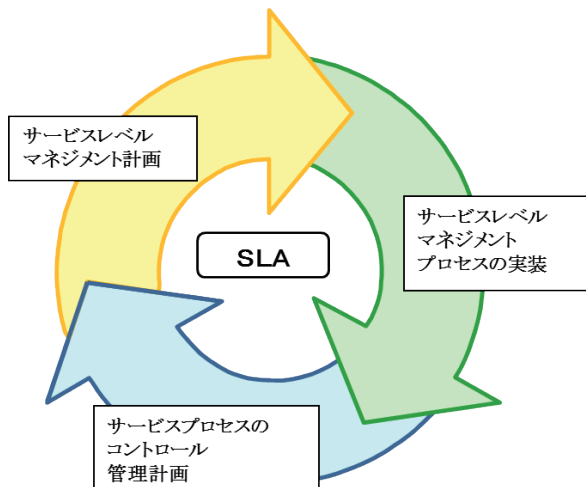 サービスレベル
マネジメント計画
SLA
サービスレベル
マネジメント
プロセスの実装
サービスプロセスの
コントロール
管理計画